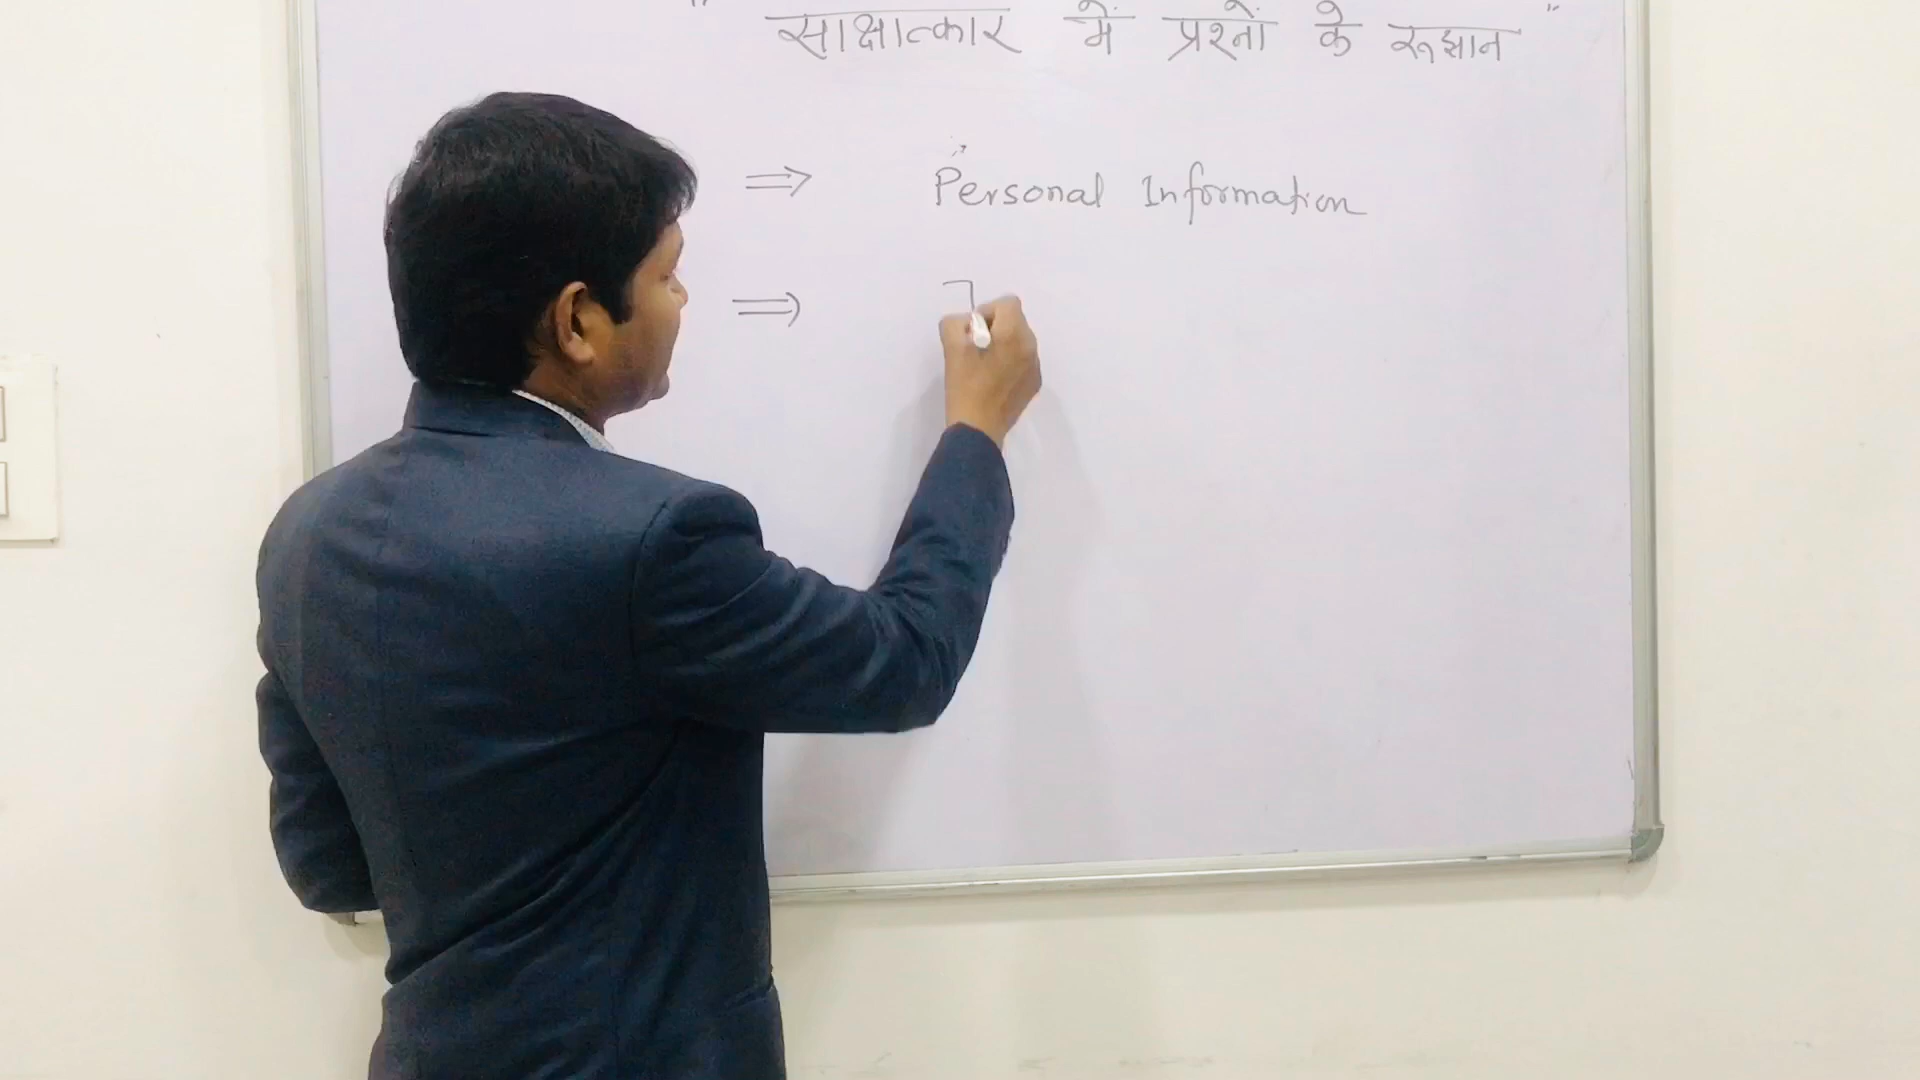 " साक्षात्कार में प्रश्नों के रूझान "
⇒ Personal Information
⇒